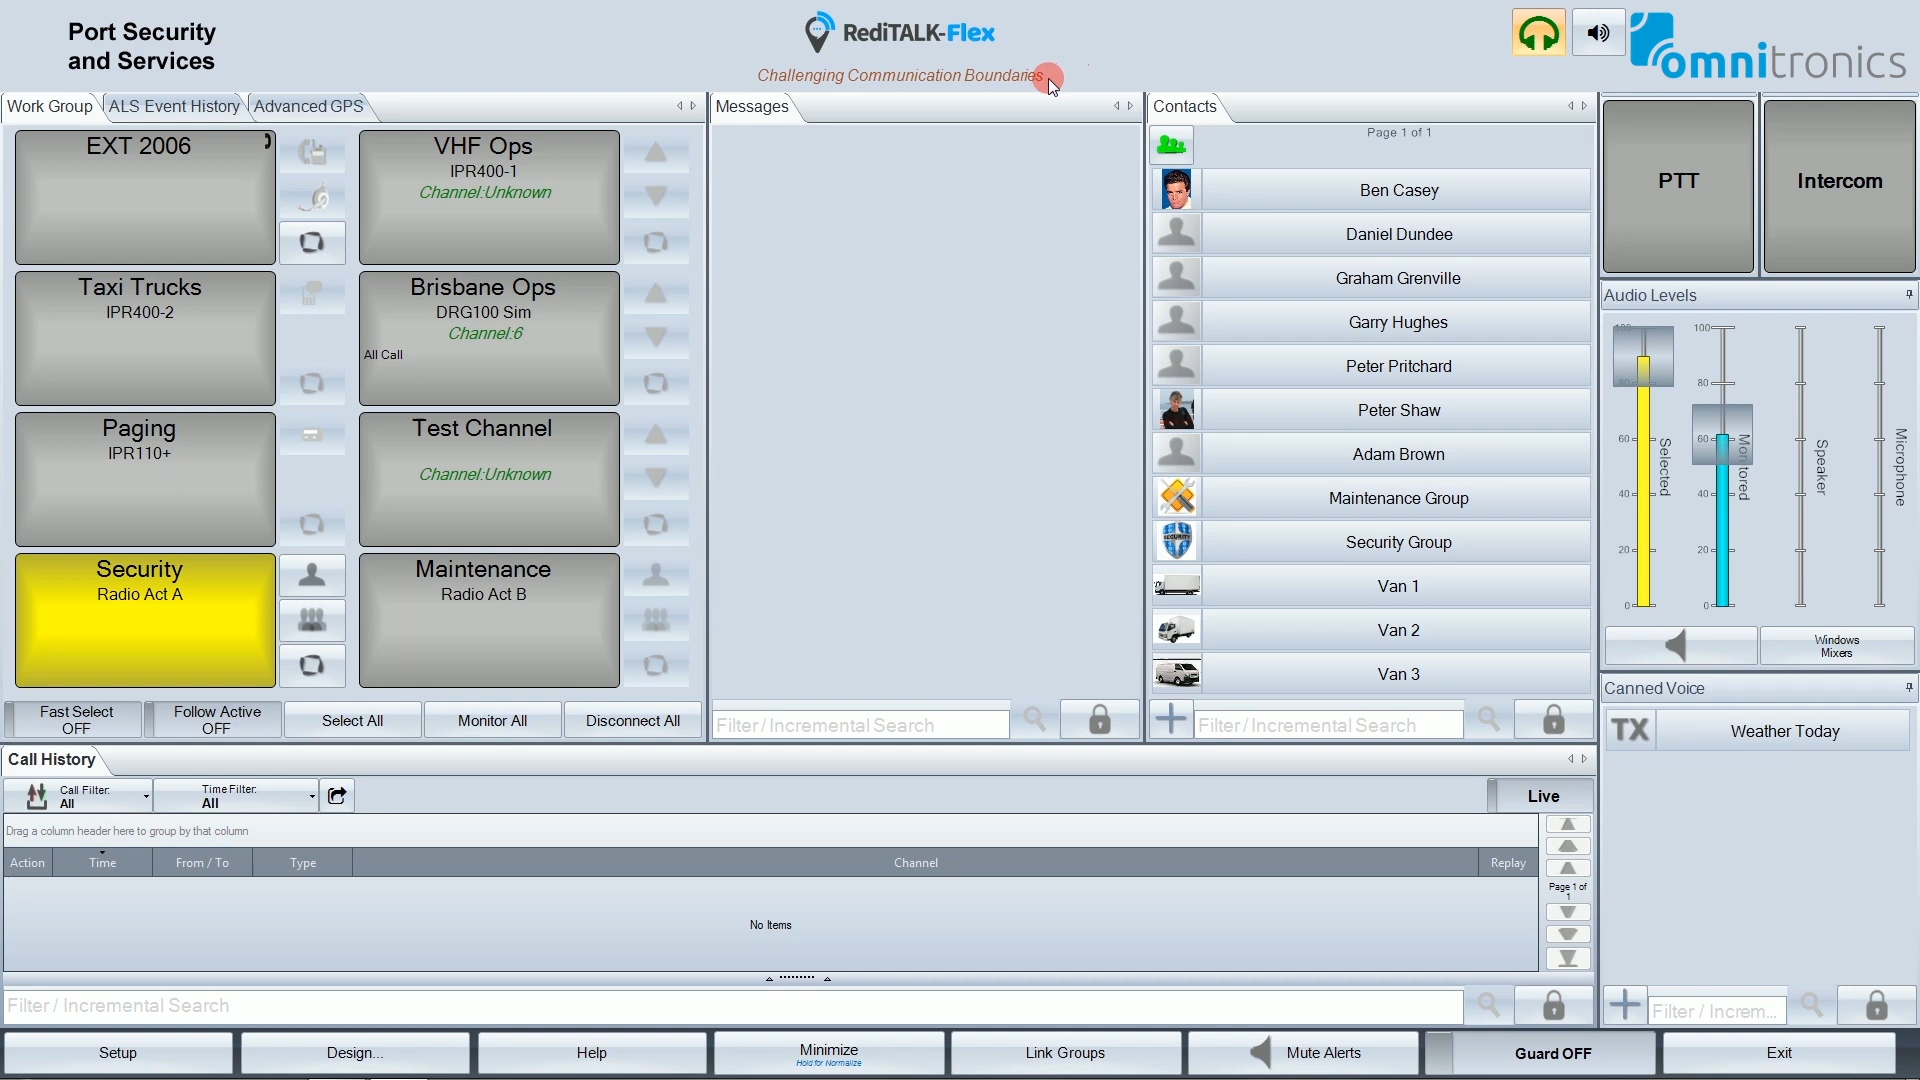 Port Security
and Services
RediTALK-Flex
Challenging Communication Boundaries
omnitronics
Work Group
ALS Event History
Advanced GPS
Messages
Contacts
EXT 2006
VHF Ops
IPR400-1
Channel:Unknown
Taxi Trucks
IPR400-2
Brisbane Ops
DRG100 Sim
Channel:6
All Call
Paging
IPR110+
Test Channel
Channel:Unknown
Security
Radio Act A
Maintenance
Radio Act B
Fast Select
OFF
Follow Active
OFF
Select All
Monitor All
Disconnect All
Filter / Incremental Search
Page 1 of 1
Ben Casey
Daniel Dundee
Graham Grenville
Garry Hughes
Peter Pritchard
Peter Shaw
Adam Brown
Maintenance Group
SECURITY
Security Group
Van 1
Van 2
Van 3
Filter / Incremental Search
PTT
Intercom
Audio Levels
100
80
60
40
20
0
Selected
100
80
60
40
20
0
Monitored
Speaker
Microphone
Windows
Mixers
Canned Voice
TX
Weather Today
Filter / Increm...
Call History
Call Filter:
All
Time Filter:
All
Live
Drag a column header here to group by that column
Action
Time
From / To
Type
Channel
Replay
No Items
Page 1 of
1
Filter / Incremental Search
Setup
Design...
Help
Minimize
Hold for Normalize
Link Groups
Mute Alerts
Guard OFF
Exit